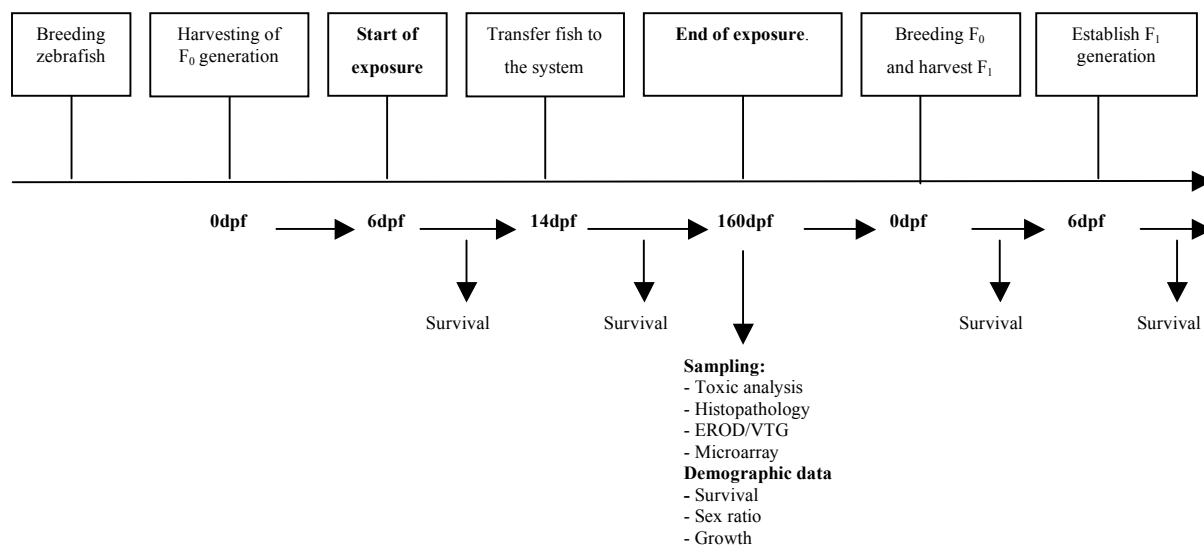 Breeding
zebrafish
Harvesting of
F₀ generation
Start of
exposure
Transfer fish to
the system
End of exposure.
Breeding F₀
and harvest F₁
Establish F₁
generation
0dpf
6dpf
14dpf
160dpf
0dpf
6dpf
Survival
Survival
Survival
Survival
Sampling:
- Toxic analysis
- Histopathology
- EROD/VTG
- Microarray
Demographic data
- Survival
- Sex ratio
- Growth